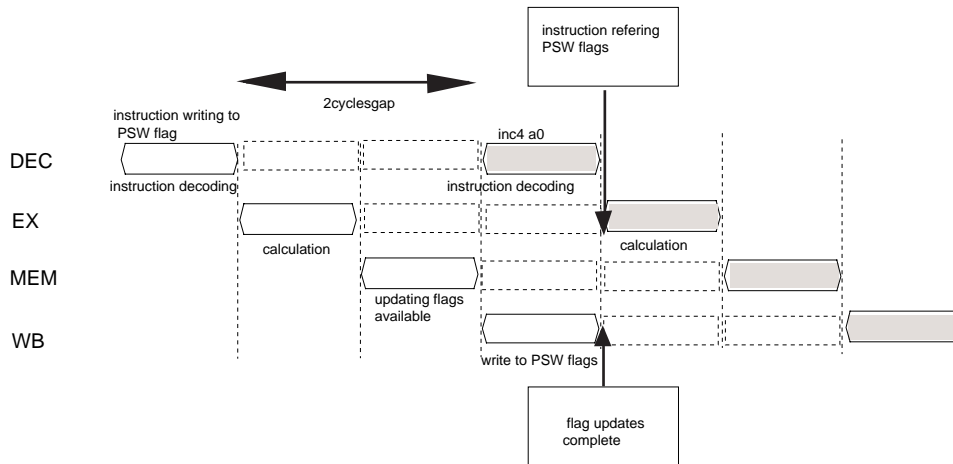 instruction refering
PSW flags
2cyclesgap
instruction writing to
PSW flag
inc4 a0
DEC
instruction decoding
instruction decoding
EX
calculation
calculation
MEM
updating flags
available
WB
write to PSW flags
flag updates
complete